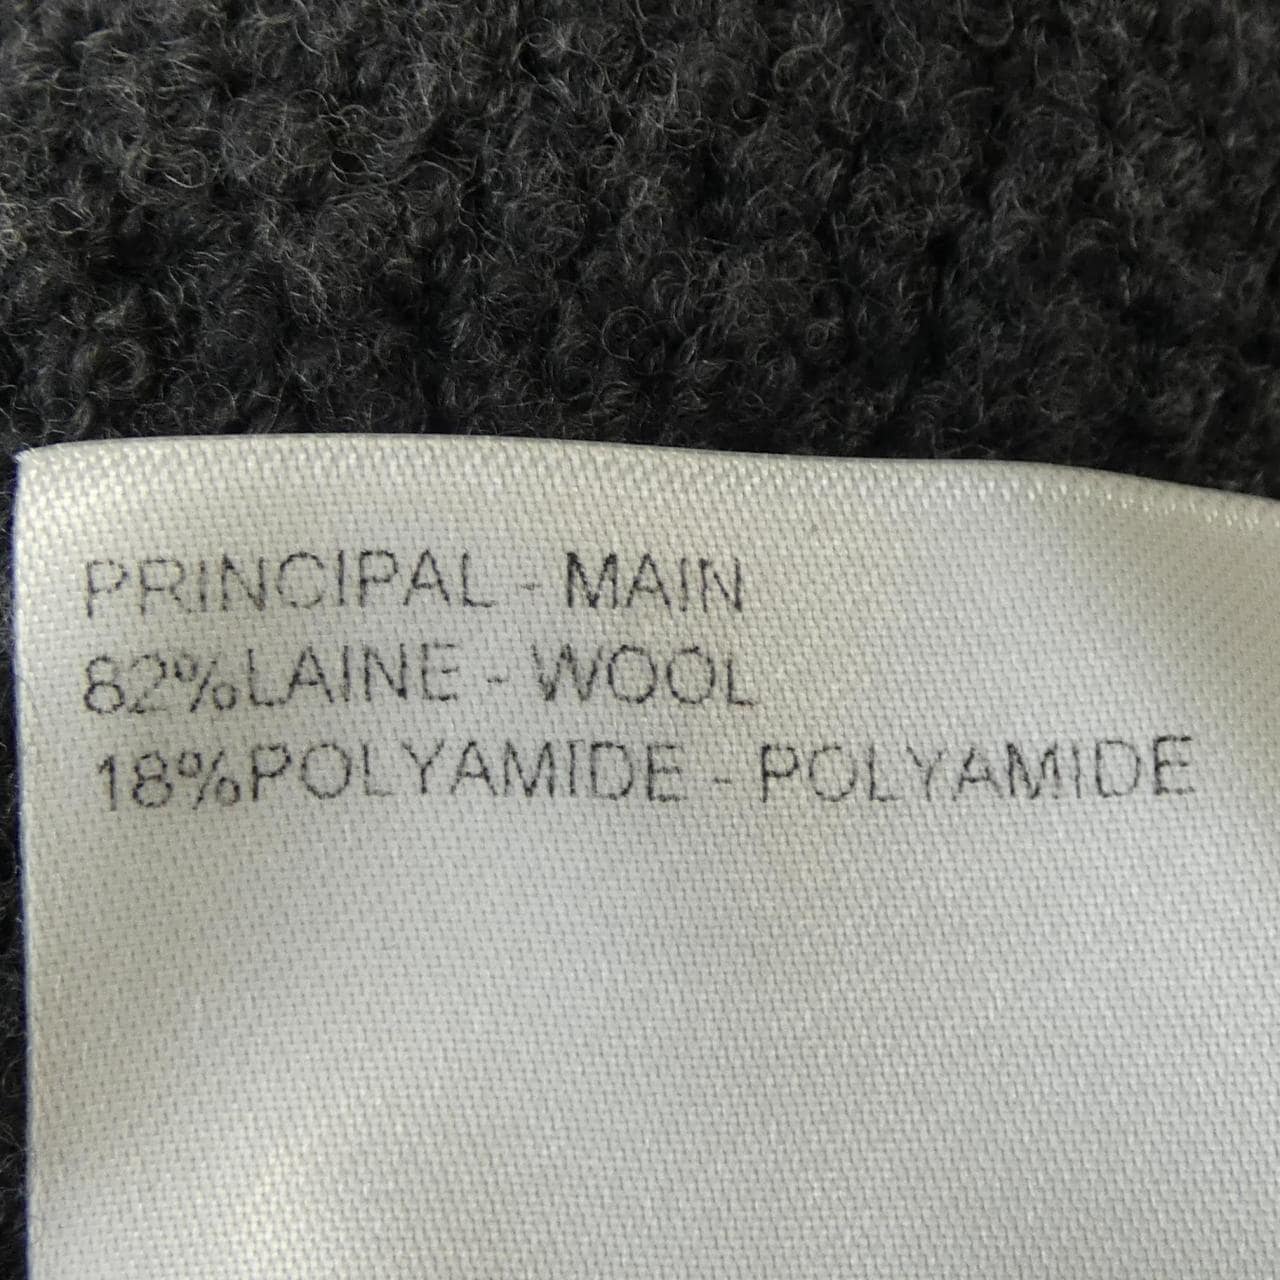 PRINCIPAL - MAIN
82%LAINE - WOOL
18%POLYAMIDE - POLYAMIDE